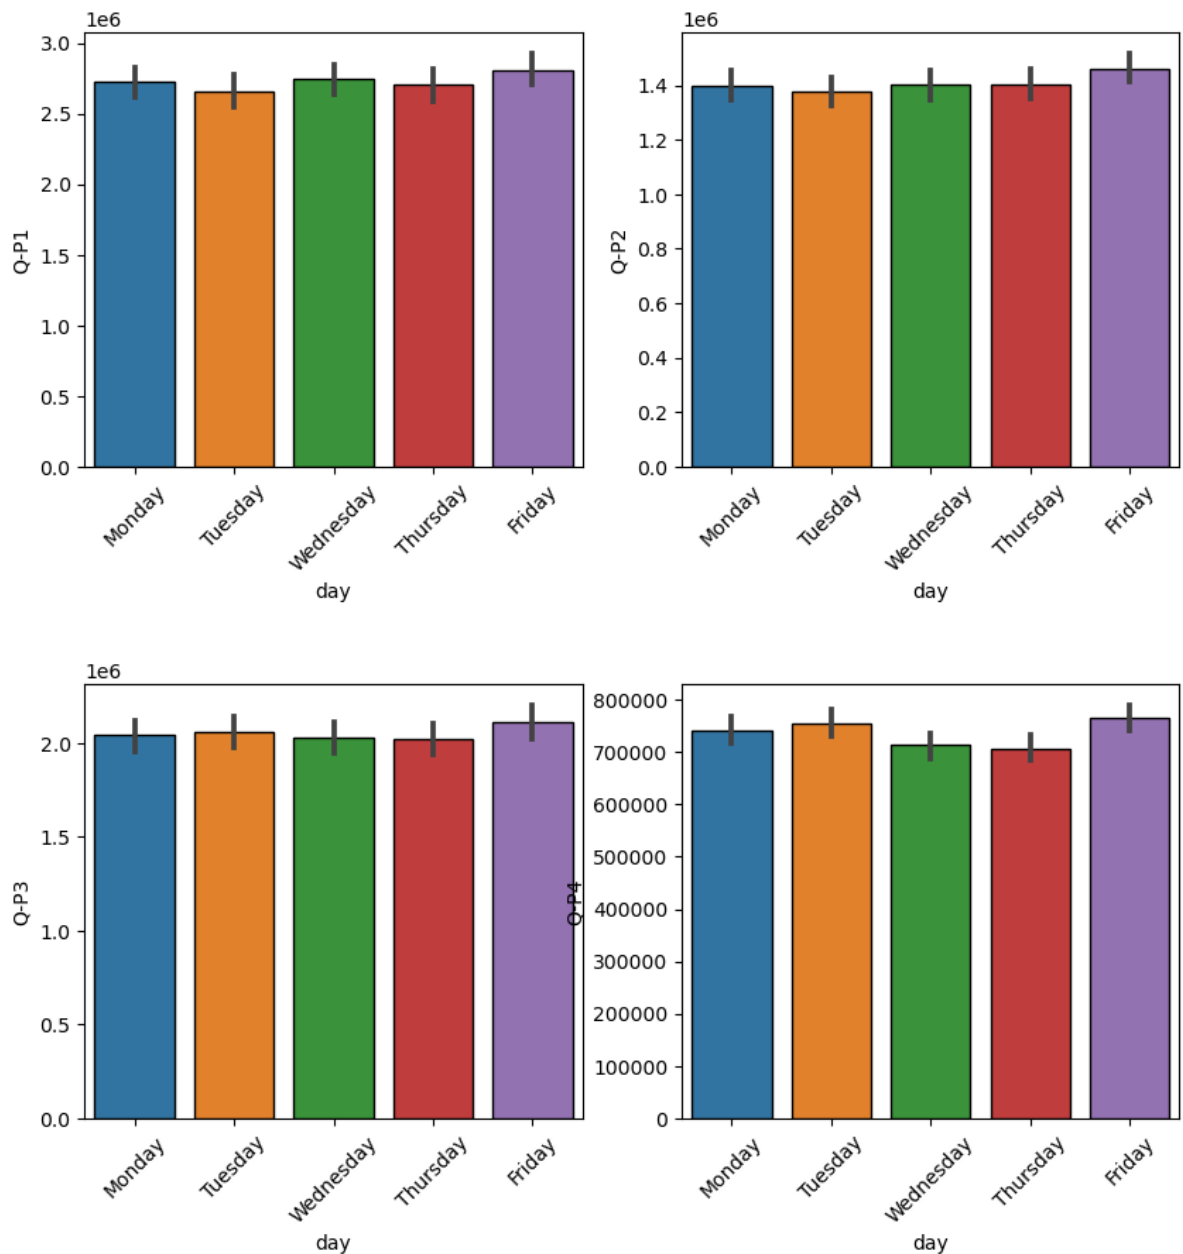 1e6
3.0
2.5
2.0
1.5
1.0
0.5
0.0
Q-P1
Monday
Tuesday
Wednesday
Thursday
Friday
day
1e6
1.4
1.2
1.0
0.8
0.6
0.4
0.2
0.0
Q-P2
Monday
Tuesday
Wednesday
Thursday
Friday
day
1e6
2.0
1.5
1.0
0.5
0.0
Q-P3
Monday
Tuesday
Wednesday
Thursday
Friday
day
800000
700000
600000
500000
400000
300000
200000
100000
0
Q-P4
Monday
Tuesday
Wednesday
Thursday
Friday
day